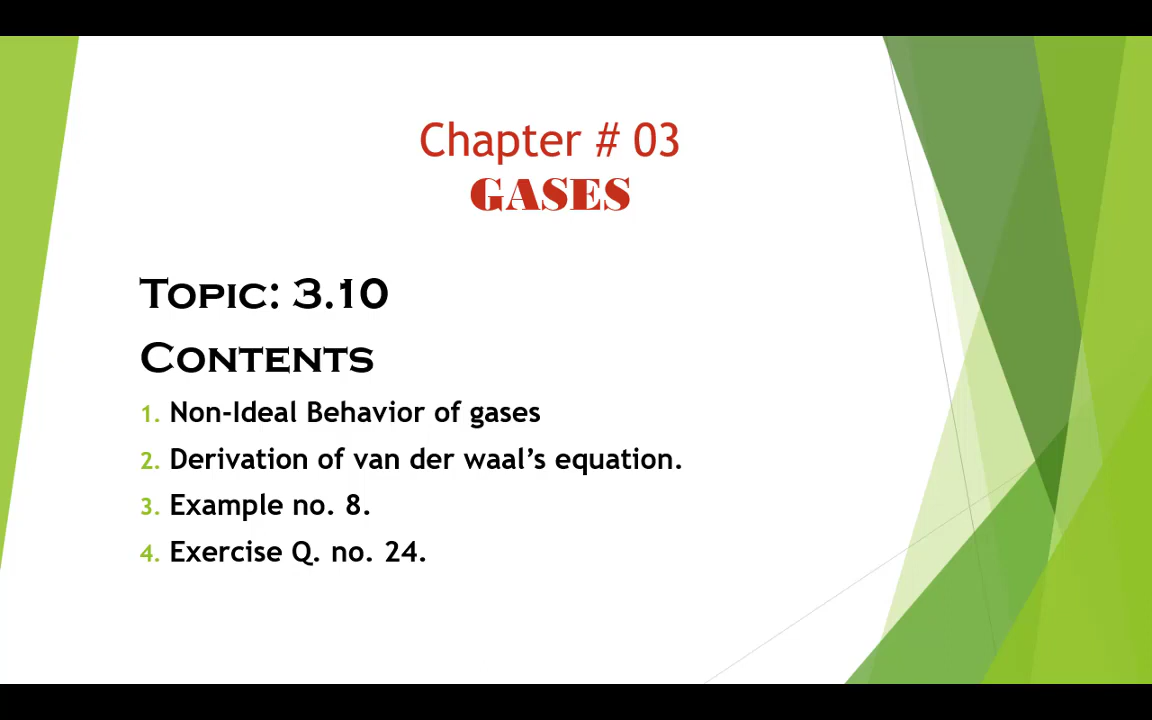 Chapter # 03
GASES
Topic: 3.10
Contents
1. Non-Ideal Behavior of gases
2. Derivation of van der waal’s equation.
3. Example no. 8.
4. Exercise Q. no. 24.